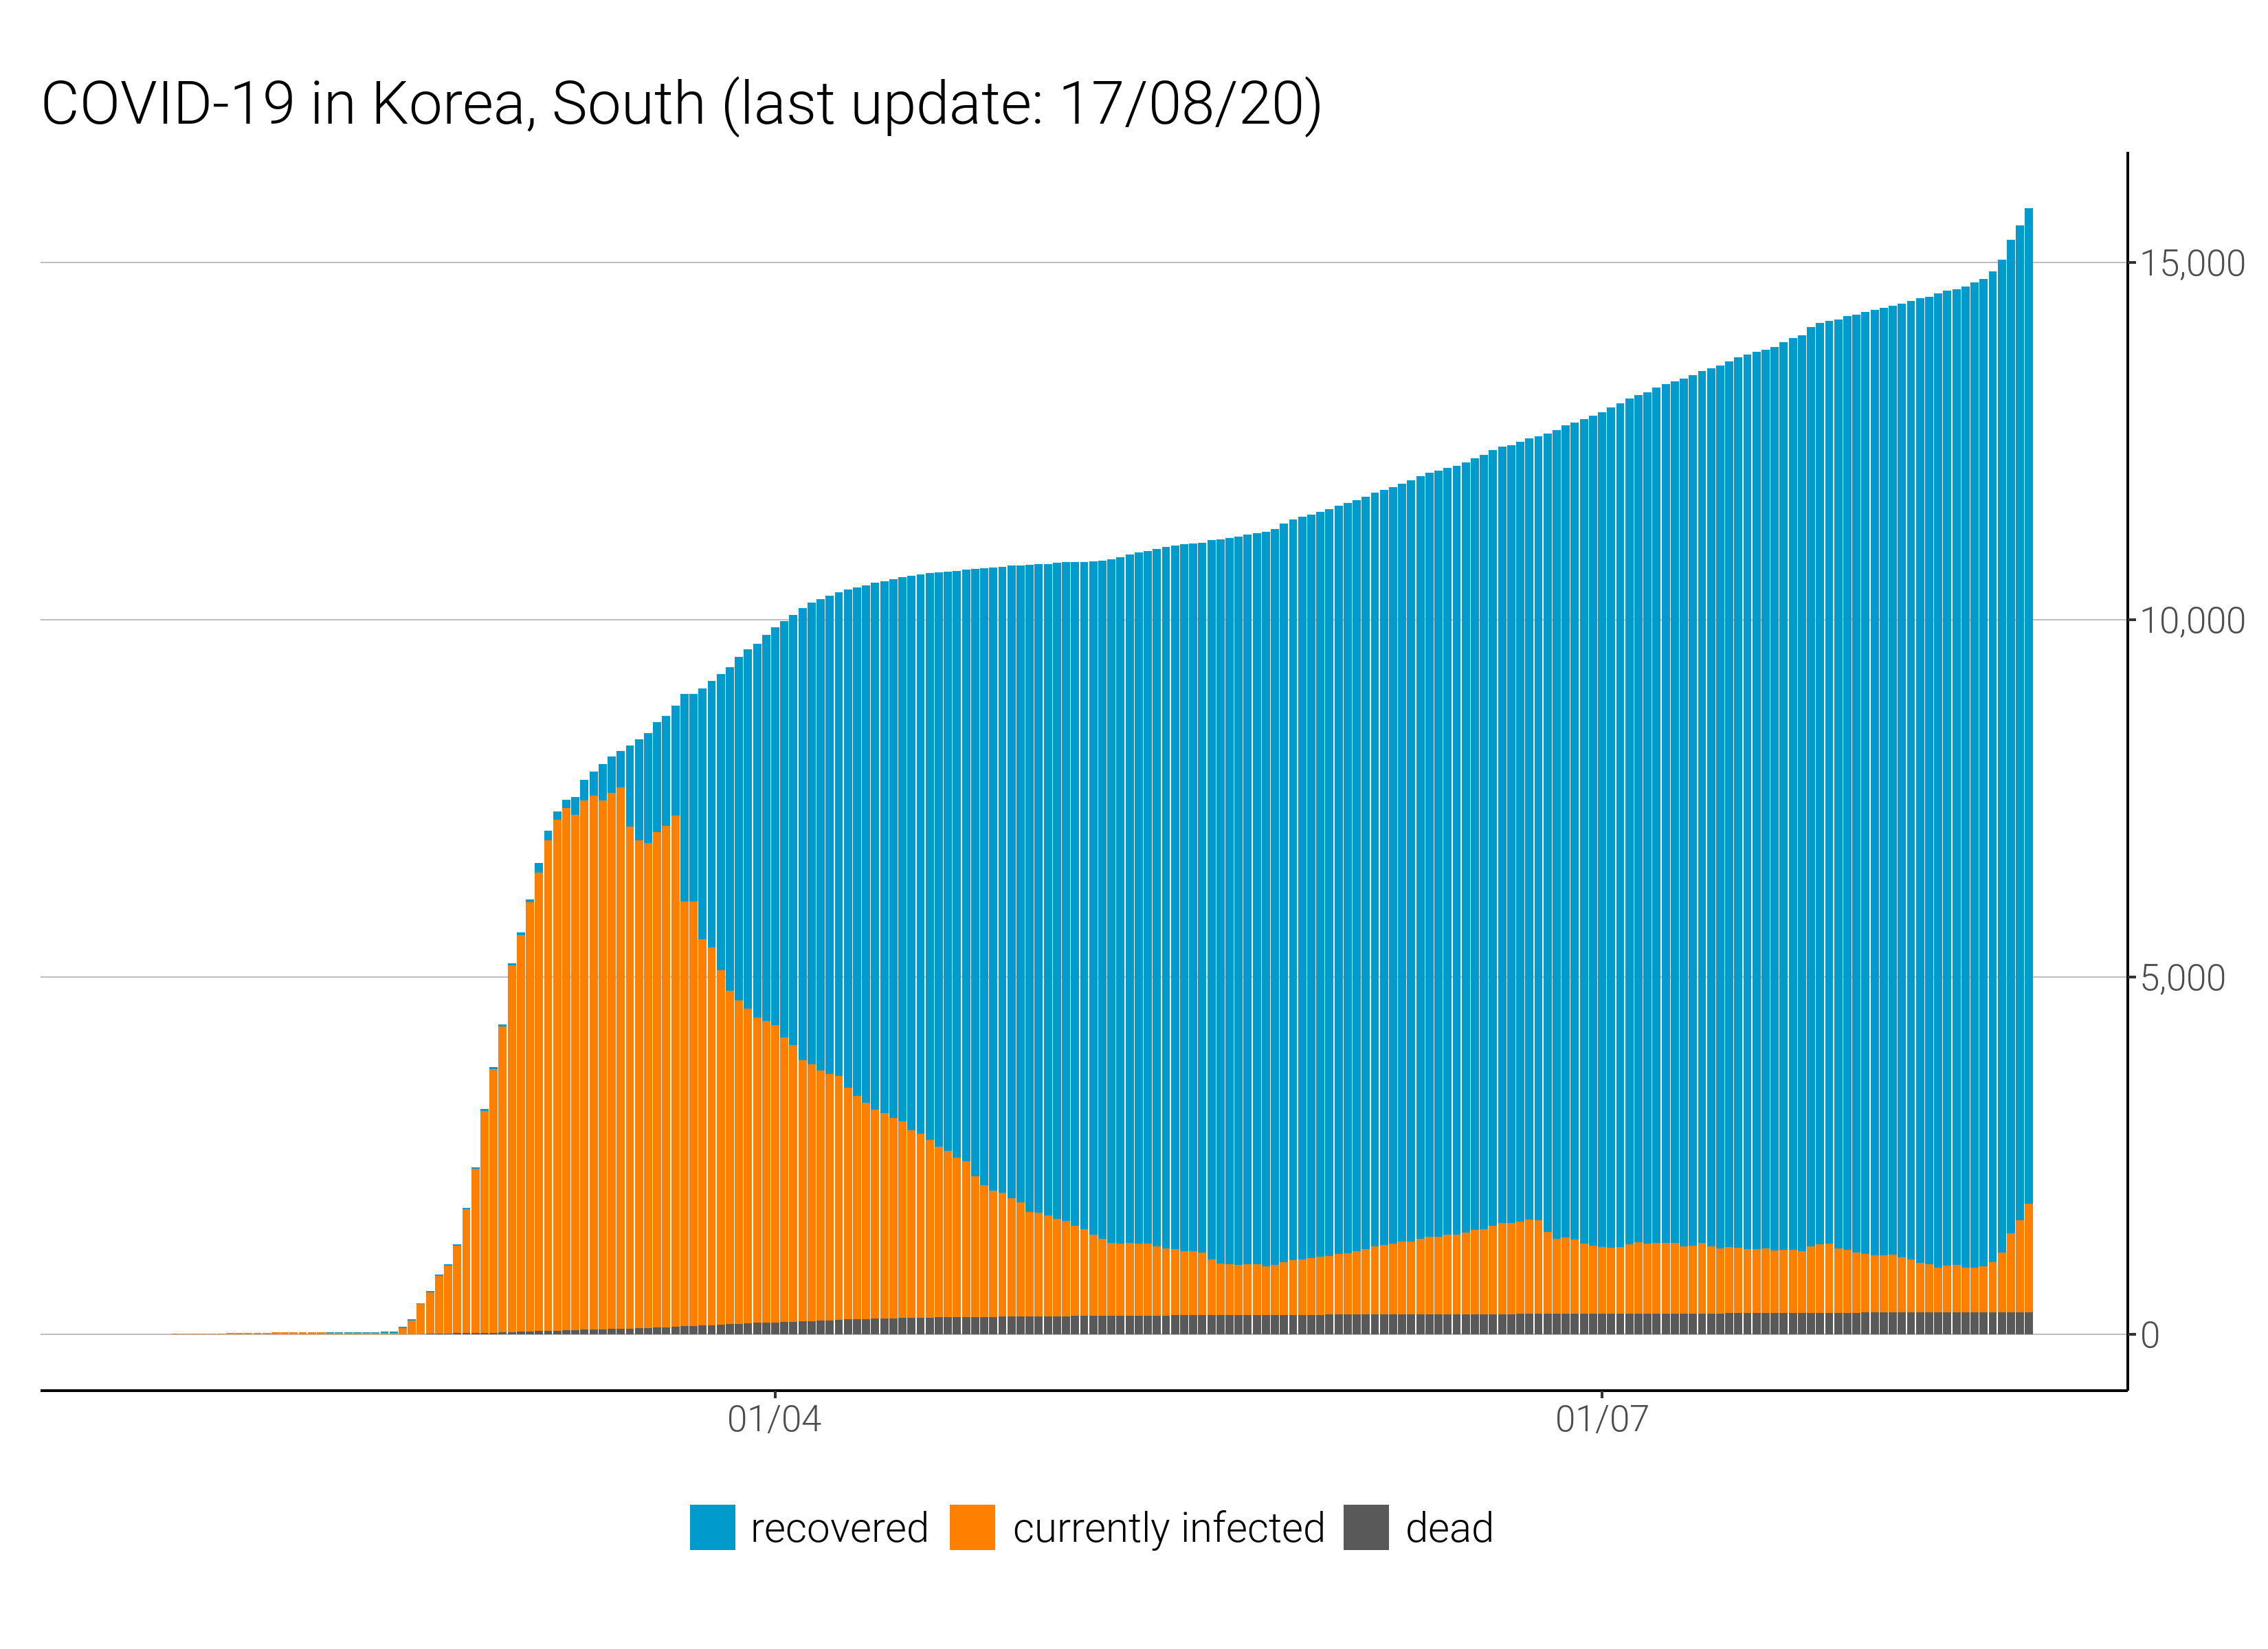 COVID-19 in Korea, South (last update: 17/08/20)
15,000
10,000
5,000
0
01/04 01/07
recovered currently infected dead